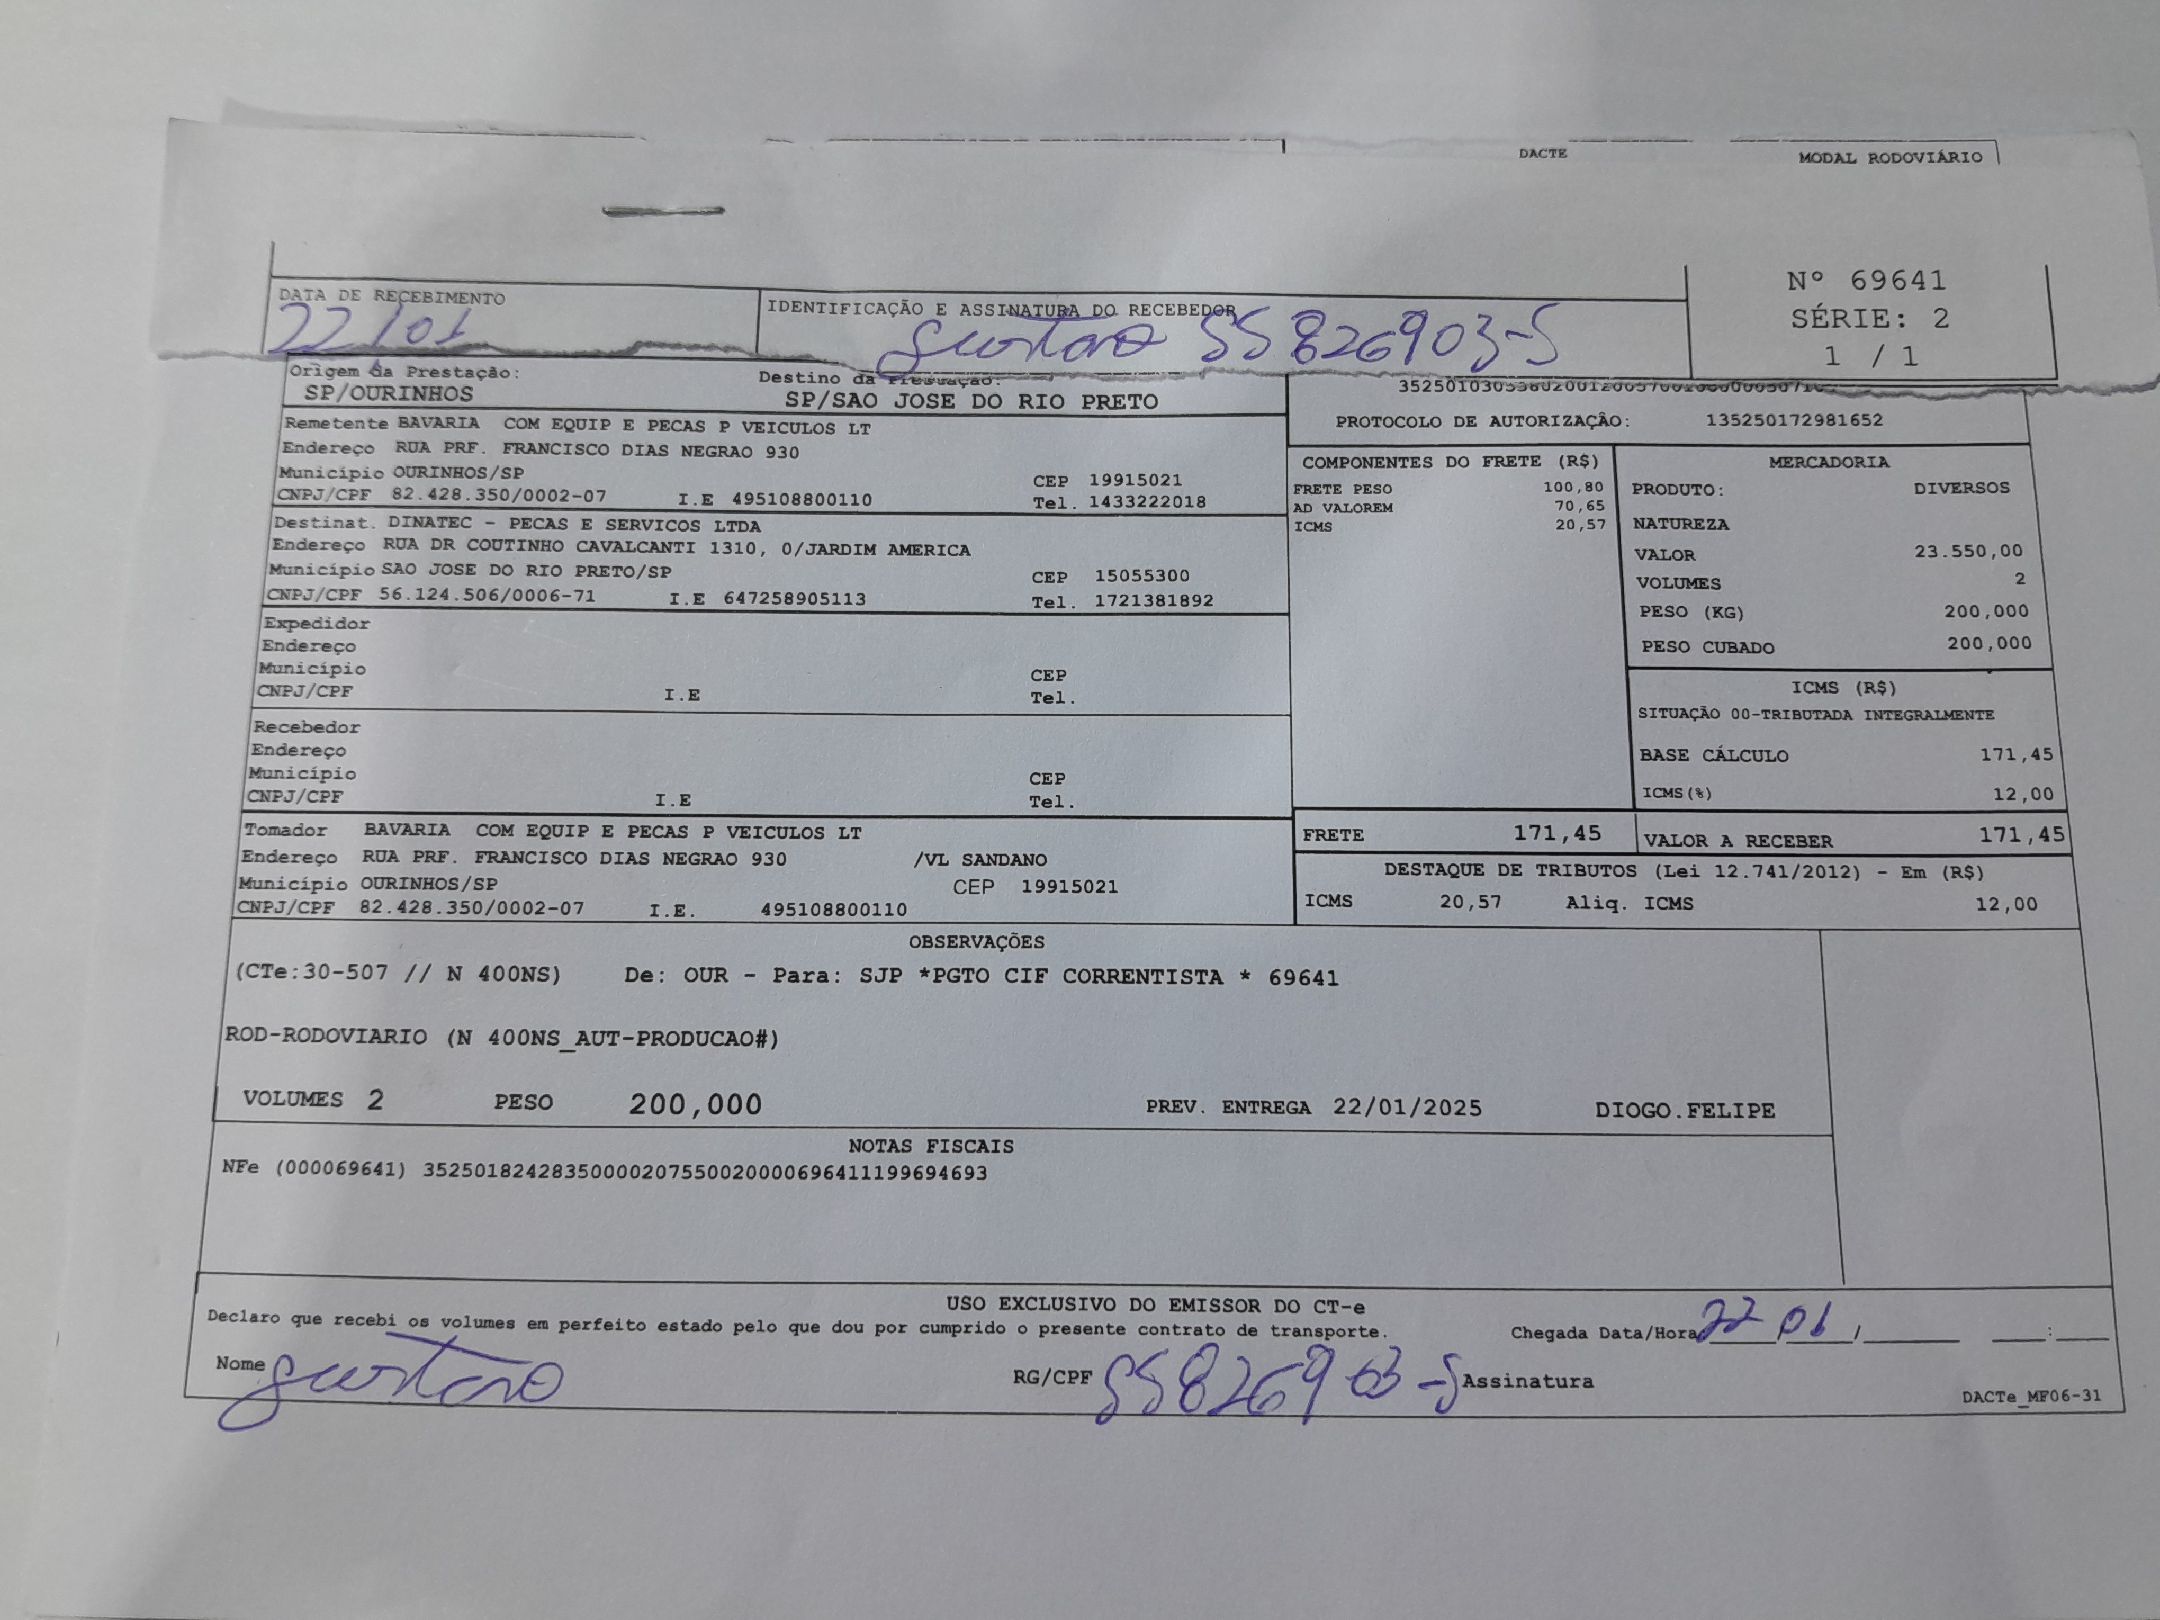 DACTE MODAL RODOVIÁRIO
Nº 69641
SÉRIE: 2
1 / 1
DATA DE RECEBIMENTO
22/01
IDENTIFICAÇÃO E ASSINATURA DO RECEBEDOR
Gustavo 55826903-5
Origem da Prestação:
SP/OURINHOS
Destino da Prestação:
SP/SAO JOSE DO RIO PRETO
PROTOCOLO DE AUTORIZAÇÃO: 135250172981652
Remetente BAVARIA COM EQUIP E PECAS P VEICULOS LT
Endereço RUA PRF. FRANCISCO DIAS NEGRAO 930
Município OURINHOS/SP CEP 19915021
CNPJ/CPF 82.428.350/0002-07 I.E 495108800110 Tel. 1433222018
Destinat. DINATEC - PECAS E SERVICOS LTDA
Endereço RUA DR COUTINHO CAVALCANTI 1310, 0/JARDIM AMERICA
Município SAO JOSE DO RIO PRETO/SP CEP 15055300
CNPJ/CPF 56.124.506/0006-71 I.E 647258905113 Tel. 1721381892
Expedidor
Endereço
Município CEP
CNPJ/CPF I.E Tel.
Recebedor
Endereço
Município CEP
CNPJ/CPF I.E Tel.
Tomador BAVARIA COM EQUIP E PECAS P VEICULOS LT
Endereço RUA PRF. FRANCISCO DIAS NEGRAO 930 /VL SANDANO
Município OURINHOS/SP CEP 19915021
CNPJ/CPF 82.428.350/0002-07 I.E. 495108800110
COMPONENTES DO FRETE (R$)
FRETE PESO 100,80
AD VALOREM 70,65
ICMS 20,57
MERCADORIA
PRODUTO: DIVERSOS
NATUREZA
VALOR 23.550,00
VOLUMES 2
PESO (KG) 200,000
PESO CUBADO 200,000
ICMS (R$)
SITUAÇÃO 00-TRIBUTADA INTEGRALMENTE
BASE CÁLCULO 171,45
ICMS(%) 12,00
FRETE 171,45 VALOR A RECEBER 171,45
DESTAQUE DE TRIBUTOS (Lei 12.741/2012) - Em (R$)
ICMS 20,57 Aliq. ICMS 12,00
OBSERVAÇÕES
(CTe:30-507 // N 400NS) De: OUR - Para: SJP *PGTO CIF CORRENTISTA * 69641
ROD-RODOVIARIO (N 400NS_AUT-PRODUCAO#)
VOLUMES 2 PESO 200,000 PREV. ENTREGA 22/01/2025 DIOGO.FELIPE
NOTAS FISCAIS
NFe (000069641) 35250182428350000207550020000696411199694693
USO EXCLUSIVO DO EMISSOR DO CT-e
Declaro que recebi os volumes em perfeito estado pelo que dou por cumprido o presente contrato de transporte. Chegada Data/Hora 22 01 / :
Nome Gustavo RG/CPF 55826903-5 Assinatura
DACTe_MF06-31